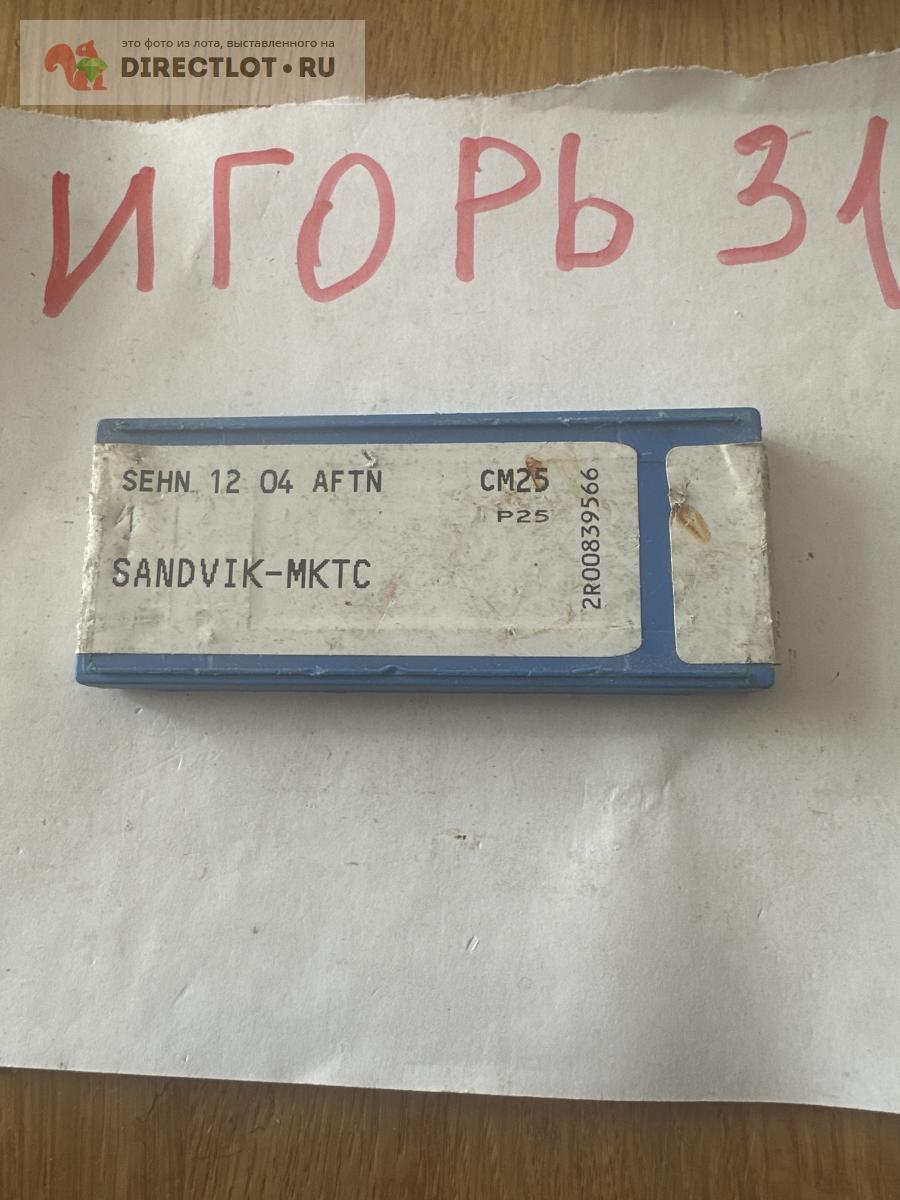 это фото из лота, выставленного на
DIRECTLOT•RU
ИГОРЬ 31
SEHN 12 04 AFTN
CM25
P25
2R00839566
SANDVIK-MKTC